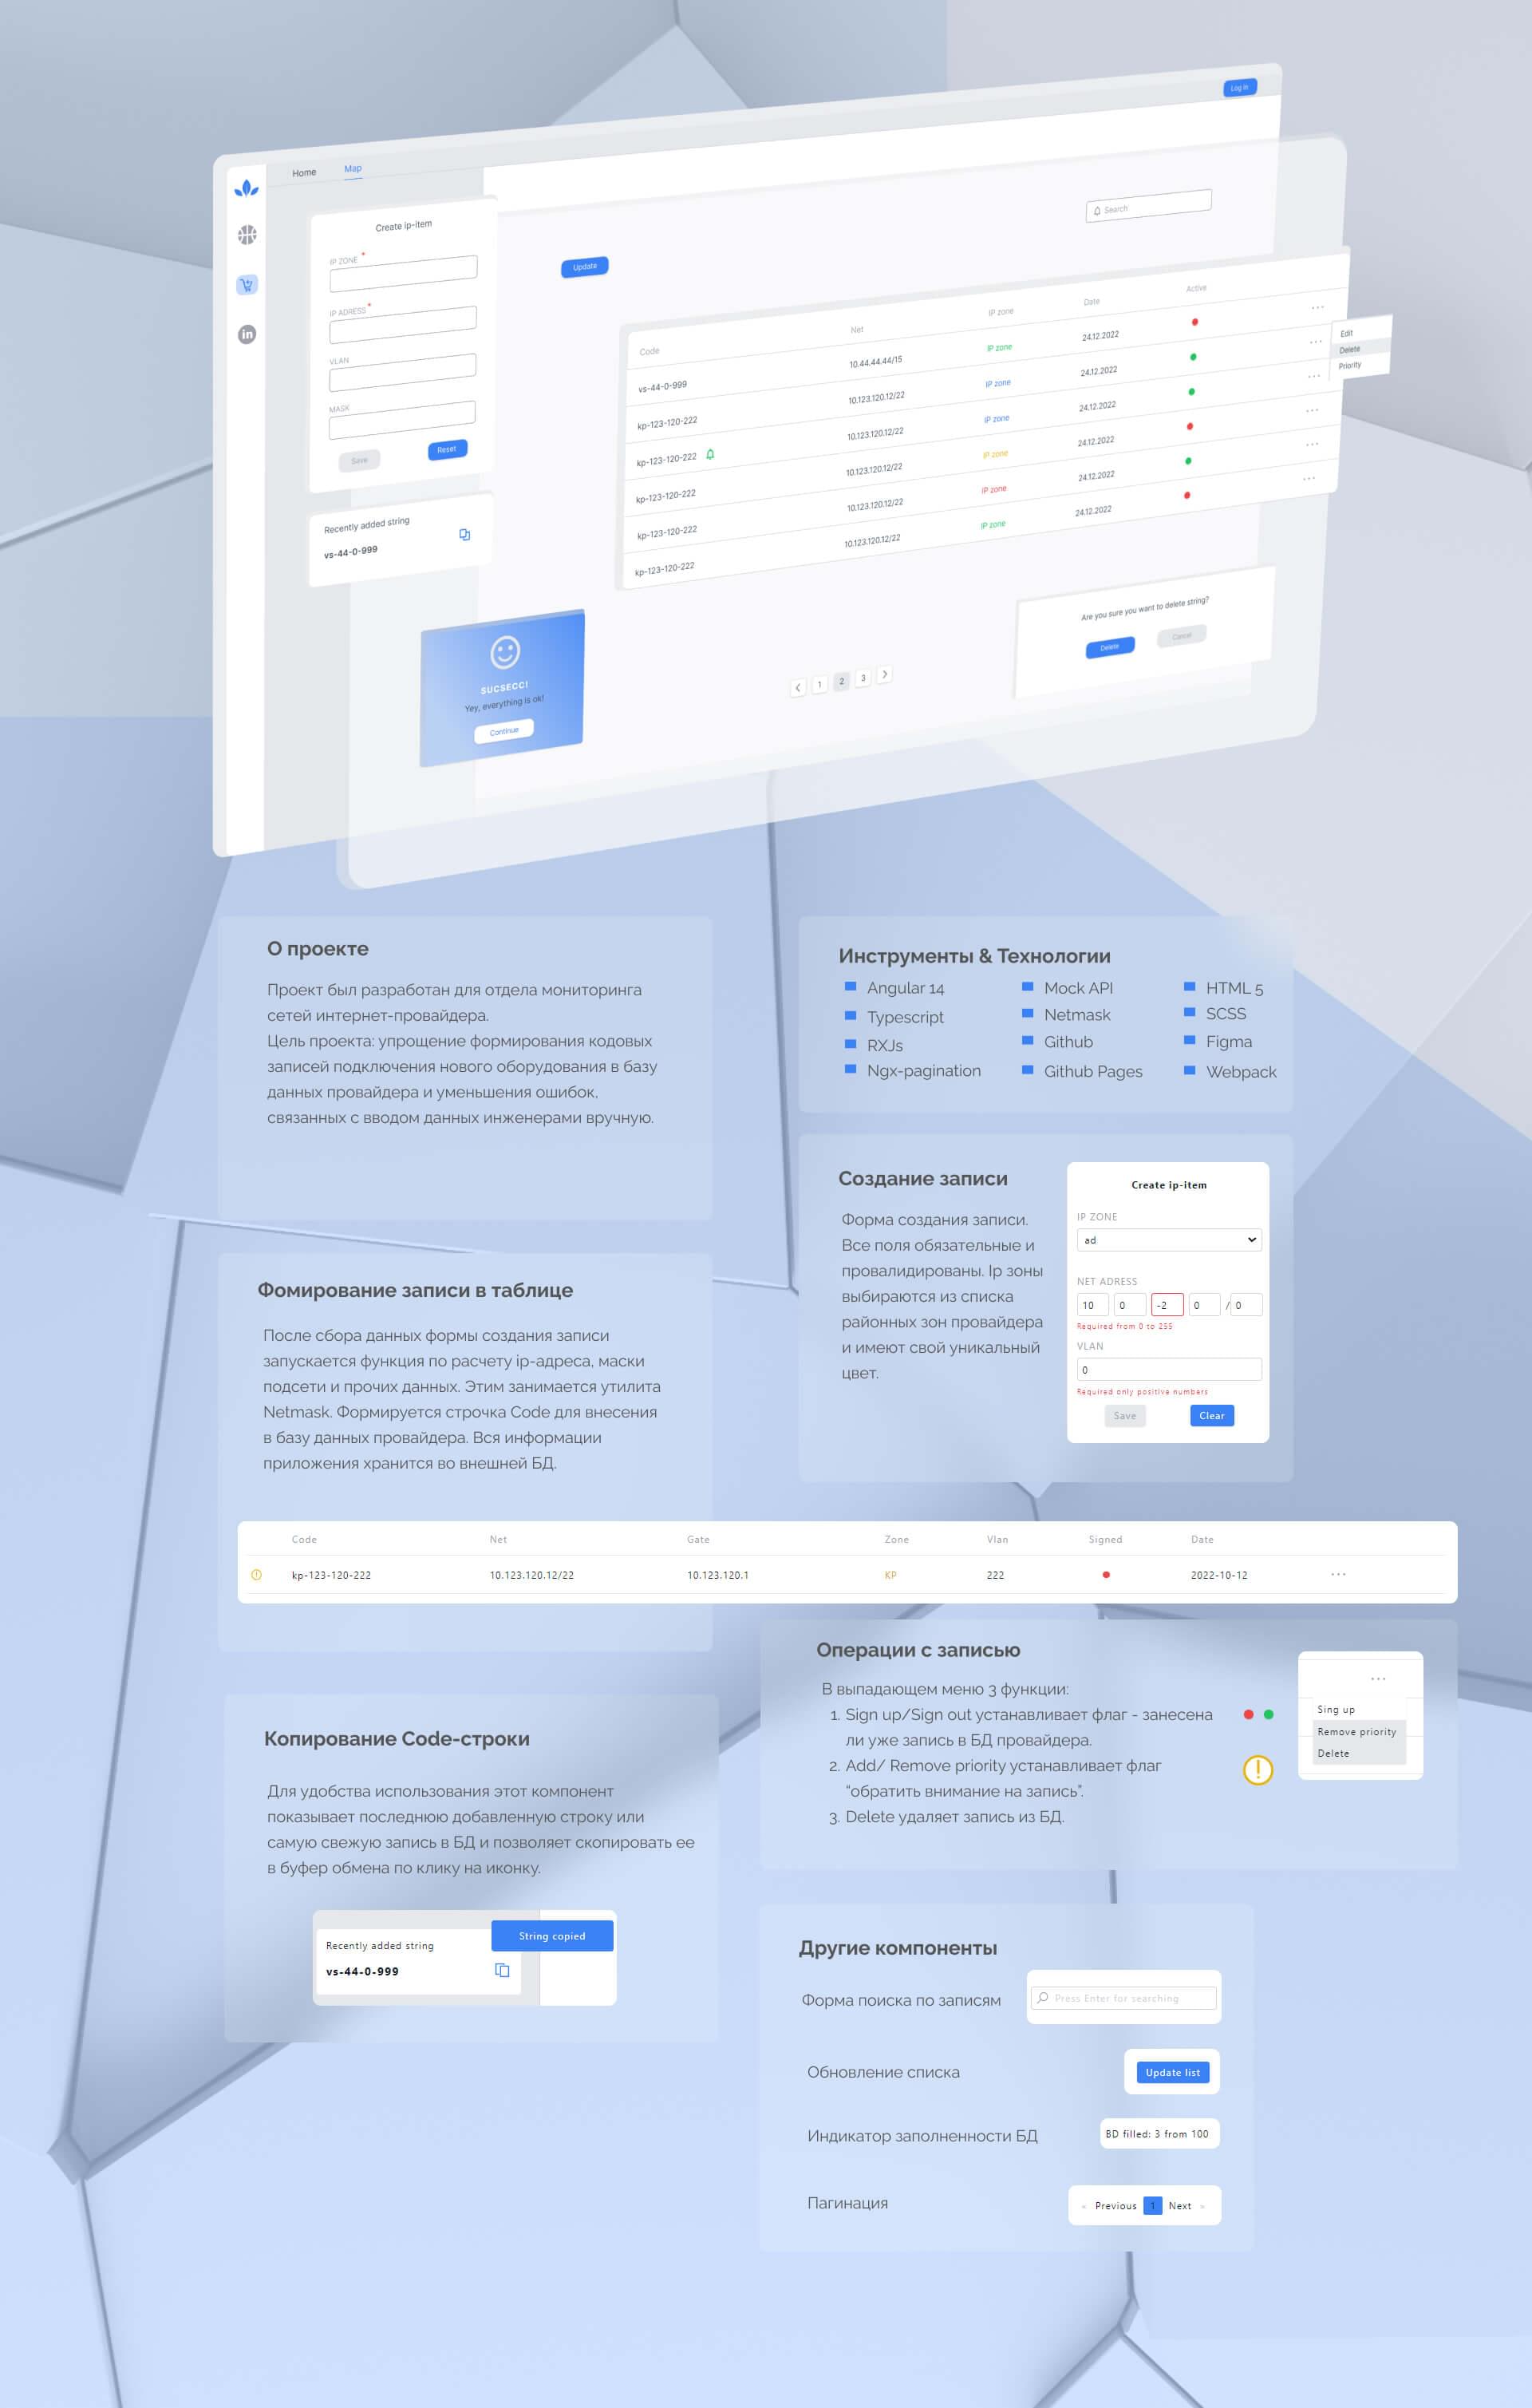 Log In
Home
Map
Create ip-item
IP ZONE *
IP ADRESS *
VLAN
MASK
Save
Reset
Recently added string
vs-44-0-999
Update
Search
Code Net IP zone Date Active
vs-44-0-999 10.44.44.44/15 IP zone 24.12.2022 ...
kp-123-120-222 10.123.120.12/22 IP zone 24.12.2022 ...
kp-123-120-222 10.123.120.12/22 IP zone 24.12.2022 ...
kp-123-120-222 10.123.120.12/22 IP zone 24.12.2022 ...
kp-123-120-222 10.123.120.12/22 IP zone 24.12.2022 ...
kp-123-120-222 10.123.120.12/22 IP zone 24.12.2022 ...
Edit
Delete
Priority
SUCSECC!
Yey, everything is ok!
Continue
< 1 2 3 >
Are you sure you want to delete string?
Delete
Cancel
in
О проекте
Проект был разработан для отдела мониторинга
сетей интернет-провайдера.
Цель проекта: упрощение формирования кодовых
записей подключения нового оборудования в базу
данных провайдера и уменьшения ошибок,
связанных с вводом данных инженерами вручную.
Инструменты & Технологии
Angular 14
Typescript
RXJs
Ngx-pagination
Mock API
Netmask
Github
Github Pages
HTML 5
SCSS
Figma
Webpack
Создание записи
Форма создания записи.
Все поля обязательные и
провалидированы. Ip зоны
выбираются из списка
районных зон провайдера
и имеют свой уникальный
цвет.
Create ip-item
IP ZONE
ad
NET ADRESS
10 0 -2 0 / 0
Required from 0 to 255
VLAN
0
Required only positive numbers
Save
Clear
Фомирование записи в таблице
После сбора данных формы создания записи
запускается функция по расчету ip-адреса, маски
подсети и прочих данных. Этим занимается утилита
Netmask. Формируется строчка Code для внесения
в базу данных провайдера. Вся информации
приложения хранится во внешней БД.
Code Net Gate Zone Vlan Signed Date
kp-123-120-222 10.123.120.12/22 10.123.120.1 KP 222 2022-10-12 ...
Операции с записью
В выпадающем меню 3 функции:
1. Sign up/Sign out устанавливает флаг - занесена
ли уже запись в БД провайдера.
2. Add/ Remove priority устанавливает флаг
“обратить внимание на запись”.
3. Delete удаляет запись из БД.
...
Sing up
Remove priority
Delete
Копирование Code-строки
Для удобства использования этот компонент
показывает последнюю добавленную строку или
самую свежую запись в БД и позволяет скопировать ее
в буфер обмена по клику на иконку.
Recently added string
vs-44-0-999
String copied
Другие компоненты
Форма поиска по записям
Press Enter for searching
Обновление списка
Update list
Индикатор заполненности БД
BD filled: 3 from 100
Пагинация
« Previous 1 Next »